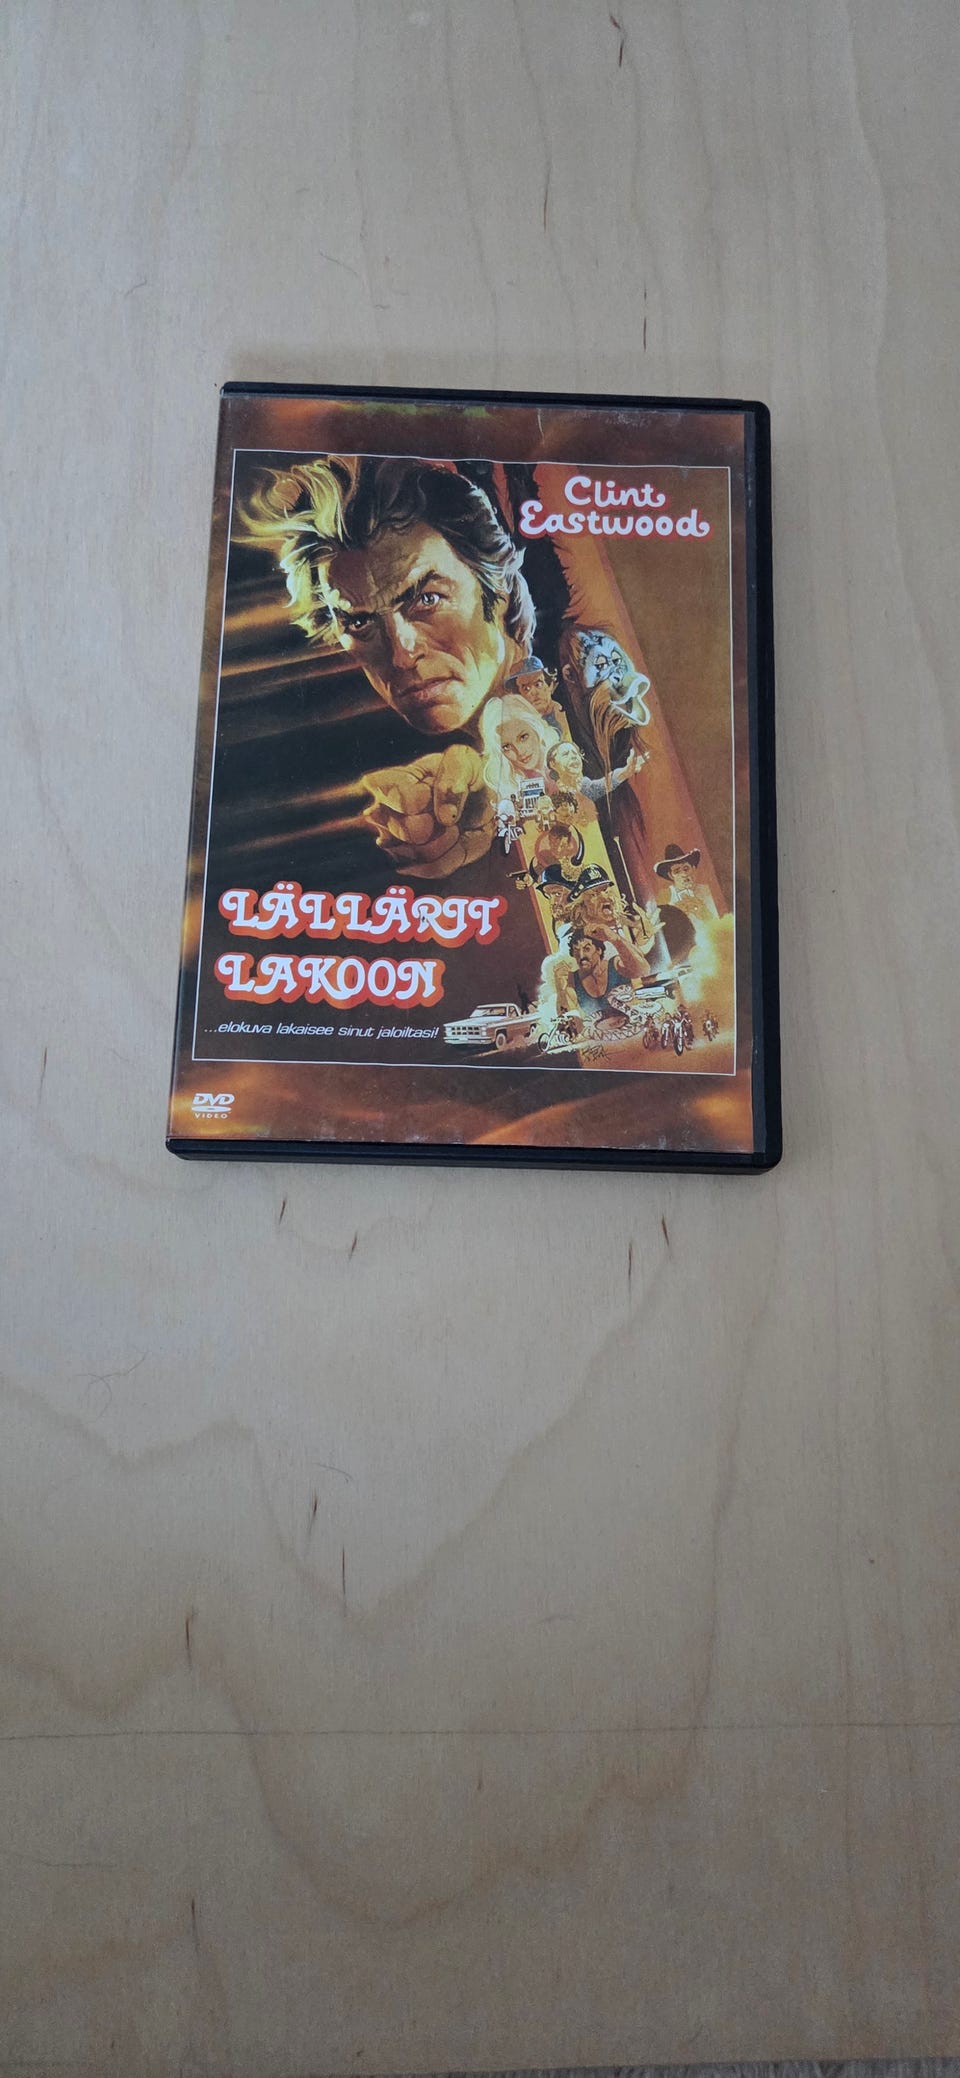 Clint
Eastwood
LÄLLÄRIT
LAKOON
...elokuva lakaisee sinut jaloiltasi!
DVD
VIDEO